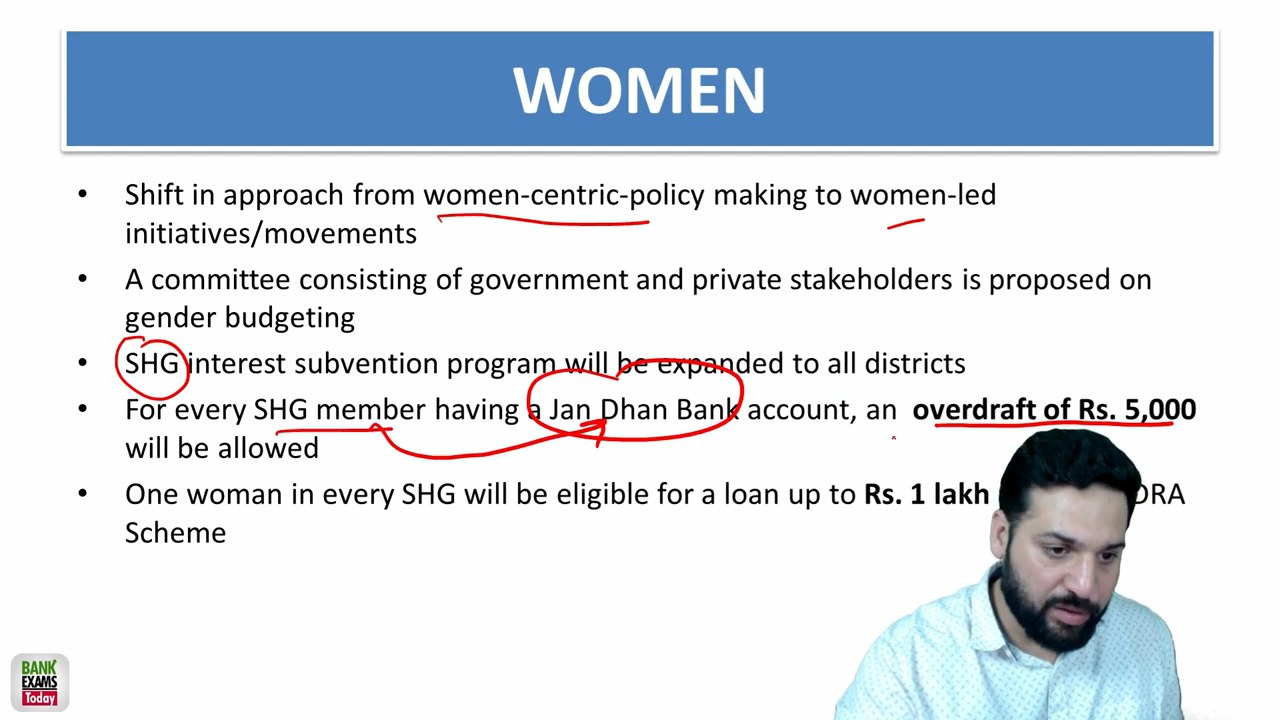 WOMEN
• Shift in approach from women-centric-policy making to women-led
initiatives/movements
• A committee consisting of government and private stakeholders is proposed on
gender budgeting
• SHG interest subvention program will be expanded to all districts
• For every SHG member having a Jan Dhan Bank account, an overdraft of Rs. 5,000
will be allowed
• One woman in every SHG will be eligible for a loan up to Rs. 1 lakh
Scheme
BANK
EXAMS
Today